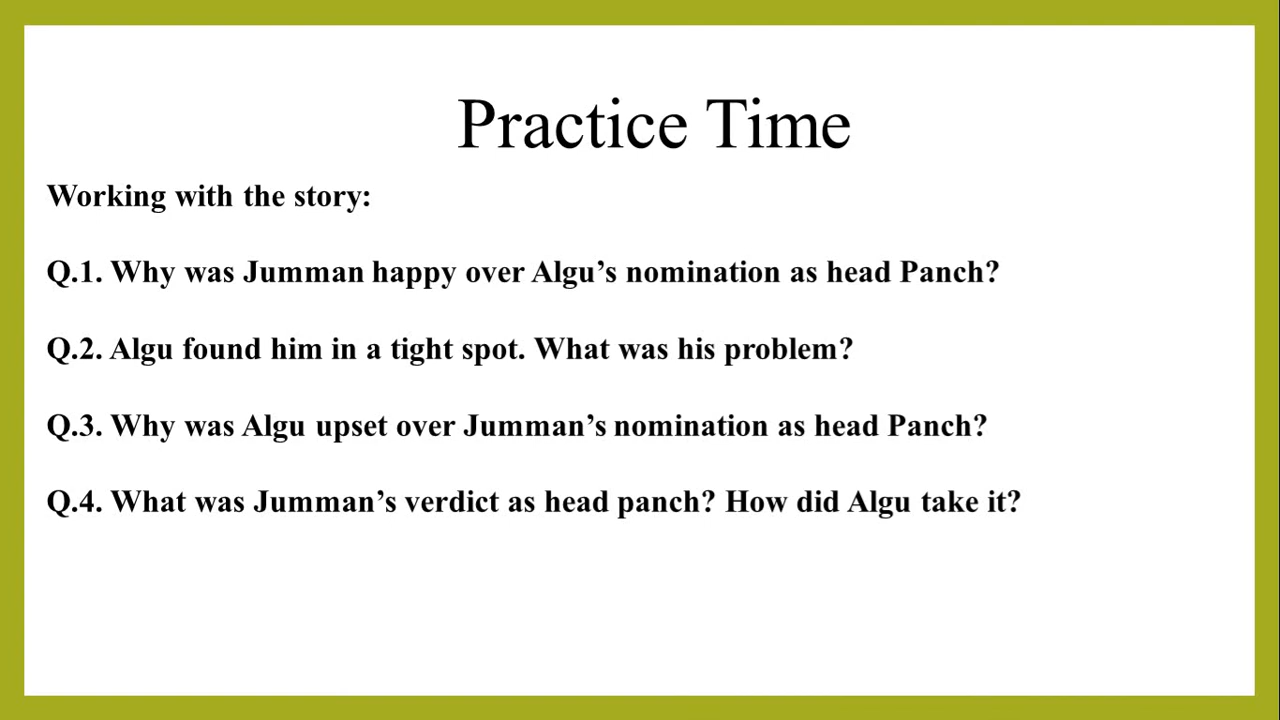 Practice Time
Working with the story:
Q.1. Why was Jumman happy over Algu’s nomination as head Panch?
Q.2. Algu found him in a tight spot. What was his problem?
Q.3. Why was Algu upset over Jumman’s nomination as head Panch?
Q.4. What was Jumman’s verdict as head panch? How did Algu take it?